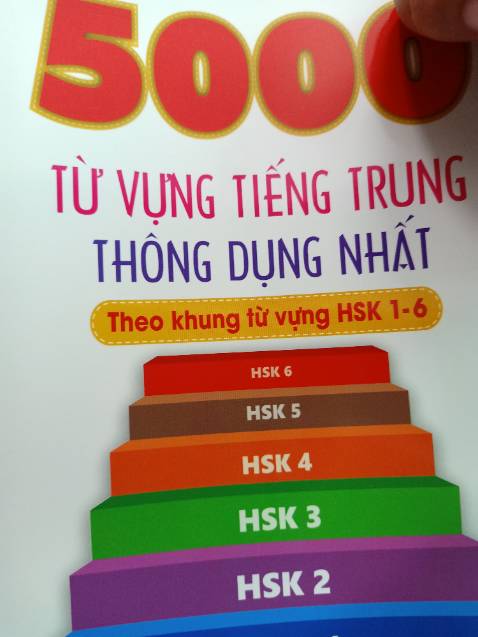 5000
TỪ VỰNG TIẾNG TRUNG
THÔNG DỤNG NHẤT
Theo khung từ vựng HSK 1-6
HSK 6
HSK 5
HSK 4
HSK 3
HSK 2